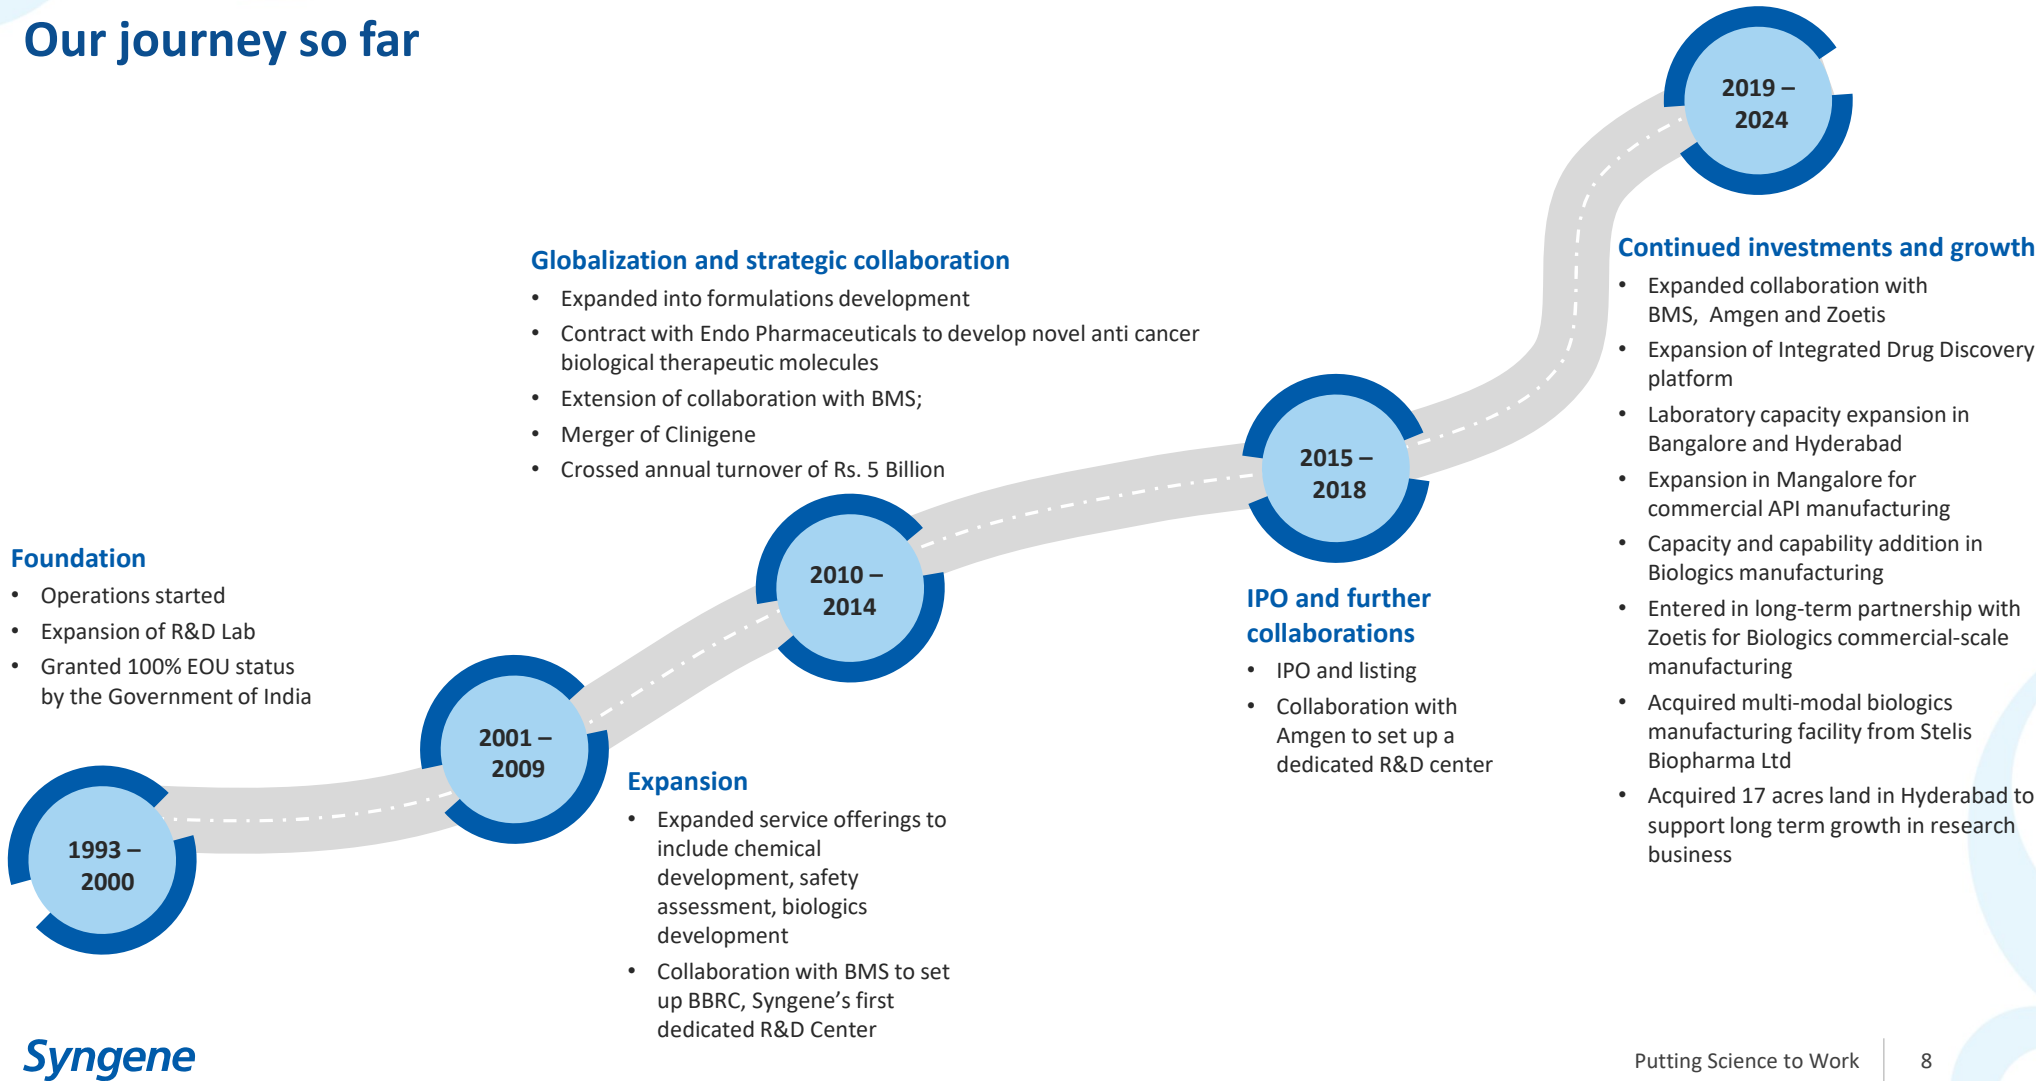 Our journey so far
1993 –
2000
Foundation
• Operations started
• Expansion of R&D Lab
• Granted 100% EOU status
by the Government of India
2001 –
2009
Expansion
• Expanded service offerings to
include chemical
development, safety
assessment, biologics
development
• Collaboration with BMS to set
up BBRC, Syngene’s first
dedicated R&D Center
2010 –
2014
Globalization and strategic collaboration
• Expanded into formulations development
• Contract with Endo Pharmaceuticals to develop novel anti cancer
biological therapeutic molecules
• Extension of collaboration with BMS;
• Merger of Clinigene
• Crossed annual turnover of Rs. 5 Billion
2015 –
2018
IPO and further
collaborations
• IPO and listing
• Collaboration with
Amgen to set up a
dedicated R&D center
2019 –
2024
Continued investments and growth
• Expanded collaboration with
BMS, Amgen and Zoetis
• Expansion of Integrated Drug Discovery
platform
• Laboratory capacity expansion in
Bangalore and Hyderabad
• Expansion in Mangalore for
commercial API manufacturing
• Capacity and capability addition in
Biologics manufacturing
• Entered in long-term partnership with
Zoetis for Biologics commercial-scale
manufacturing
• Acquired multi-modal biologics
manufacturing facility from Stelis
Biopharma Ltd
• Acquired 17 acres land in Hyderabad to
support long term growth in research
business
Syngene
Putting Science to Work
8